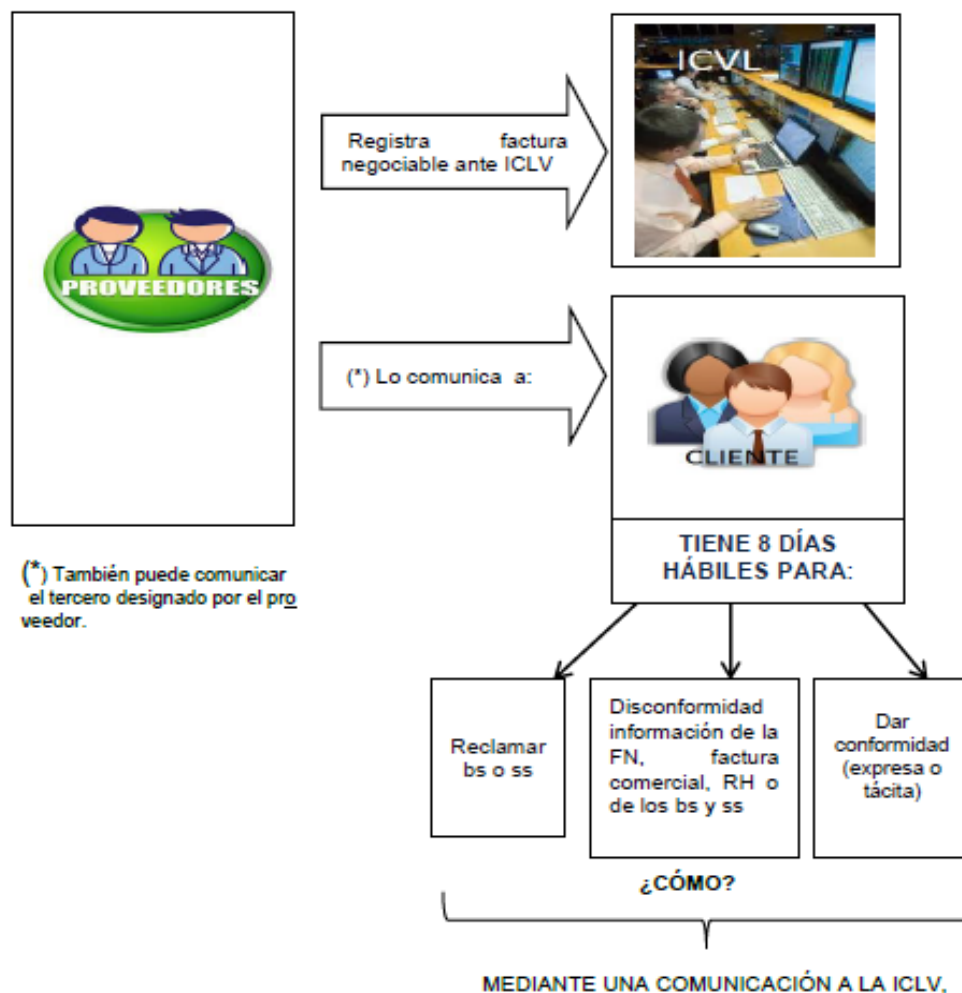 ICVL
Registra factura
negociable ante ICLV
PROVEEDORES
(*) Lo comunica a:
CLIENTE
TIENE 8 DÍAS
HÁBILES PARA:
(*) También puede comunicar
el tercero designado por el pro
veedor.
Reclamar
bs o ss
Disconformidad
información de la
FN, factura
comercial, RH o
de los bs y ss
Dar
conformidad
(expresa o
tácita)
¿CÓMO?
MEDIANTE UNA COMUNICACIÓN A LA ICLV,